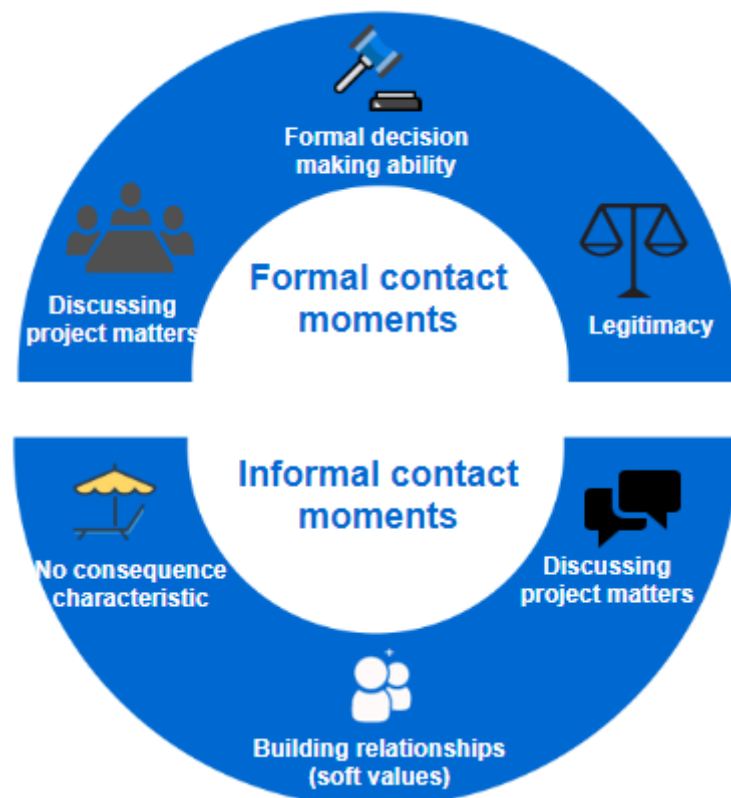 Formal decision
making ability
Discussing
project matters
Formal contact
moments
Legitimacy
Informal contact
moments
No consequence
characteristic
Discussing
project matters
Building relationships
(soft values)